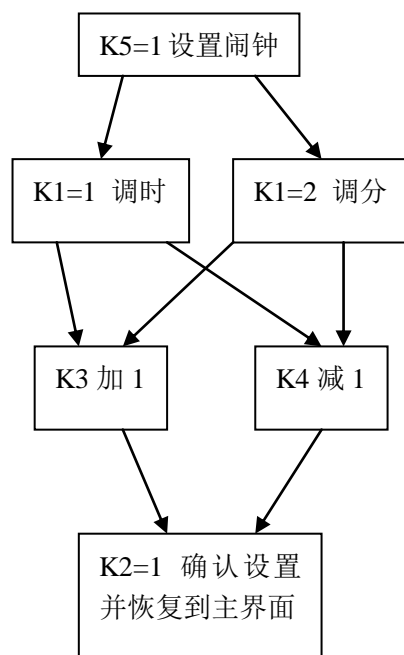 K5=1 设置闹钟
K1=1 调时
K1=2 调分
K3 加 1
K4 减 1
K2=1 确认设置
并恢复到主界面